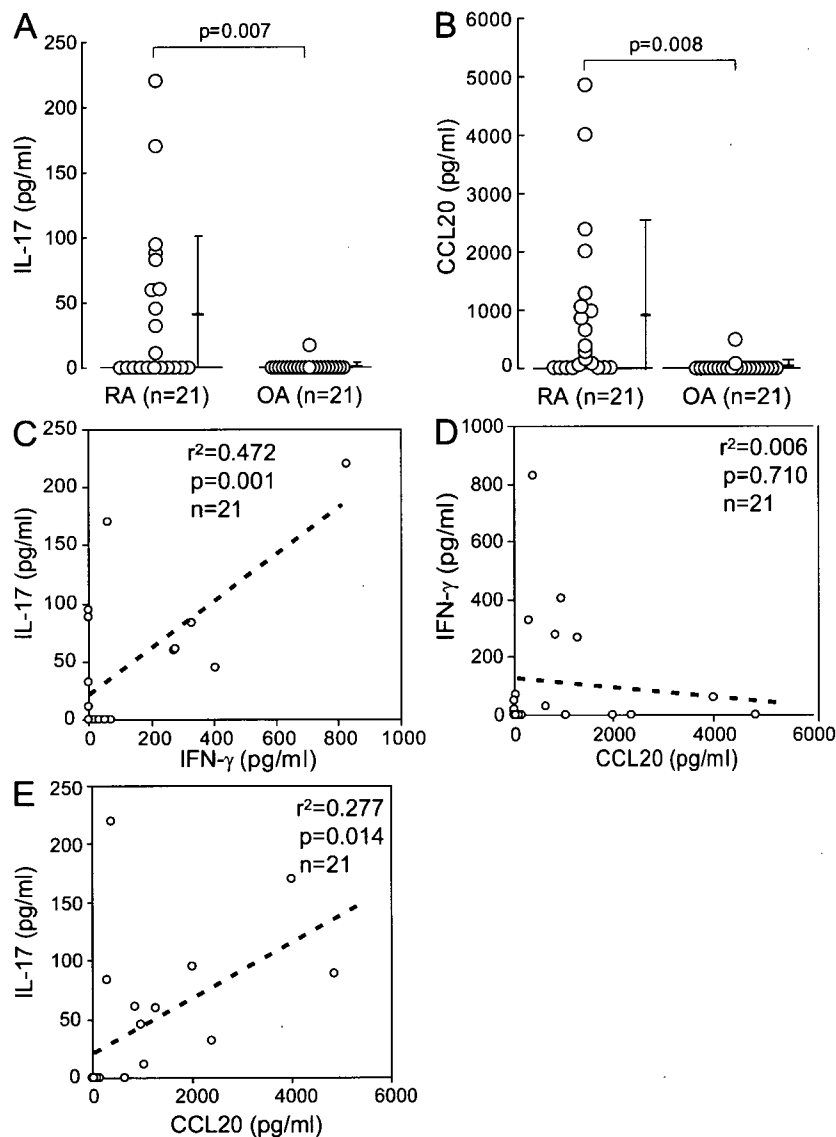 A
p=0.007
250
200
150
100
50
0
IL-17 (pg/ml)
RA (n=21)
OA (n=21)
B
p=0.008
6000
5000
4000
3000
2000
1000
0
CCL20 (pg/ml)
RA (n=21)
OA (n=21)
C
r²=0.472
p=0.001
n=21
250
200
150
100
50
0
IL-17 (pg/ml)
0 200 400 600 800 1000
IFN-γ (pg/ml)
D
r²=0.006
p=0.710
n=21
1000
800
600
400
200
0
IFN-γ (pg/ml)
0 2000 4000 6000
CCL20 (pg/ml)
E
r²=0.277
p=0.014
n=21
250
200
150
100
50
0
IL-17 (pg/ml)
0 2000 4000 6000
CCL20 (pg/ml)